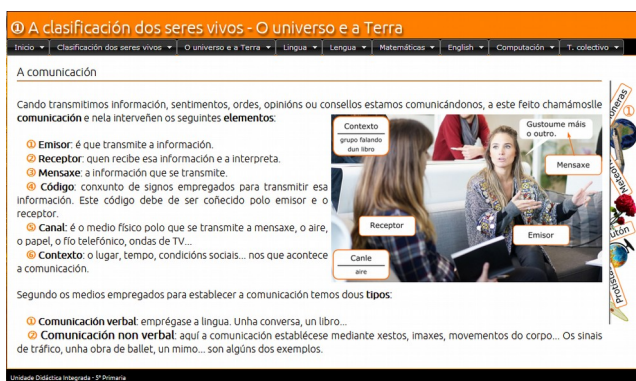 ① A clasificación dos seres vivos - O universo e a Terra
Inicio ▼ Clasificación dos seres vivos ▼ O universo e a Terra ▼ Lingua ▼ Lengua ▼ Matemáticas ▼ English ▼ Computación ▼ T. colectivo ▼
A comunicación
Cando transmitimos información, sentimentos, ordes, opinións ou consellos estamos comunicándonos, a este feito chamámoslle
comunicación e nela interveñen os seguintes elementos:
① Emisor: é que transmite a información.
② Receptor: quen recibe esa información e a interpreta.
③ Mensaxe: a información que se transmite.
④ Código: conxunto de signos empregados para transmitir esa
información. Este código debe de ser coñecido polo emisor e o
receptor.
⑤ Canal: é o medio físico polo que se transmite a mensaxe, o aire,
o papel, o fío telefónico, ondas de TV...
⑥ Contexto: o lugar, tempo, condicións sociais... nos que acontece
a comunicación.
Contexto
grupo falando
dun libro
Gustoume máis
o outro.
Mensaxe
Receptor
Emisor
Canle
aire
Segundo os medios empregados para establecer a comunicación temos dous tipos:
① Comunicación verbal: emprégase a lingua. Unha conversa, un libro...
② Comunicación non verbal: aquí a comunicación establécese mediante xestos, imaxes, movementos do corpo... Os sinais
de tráfico, unha obra de ballet, un mimo... son algúns dos exemplos.
Unidade Didáctica Integrada - 5º Primaria